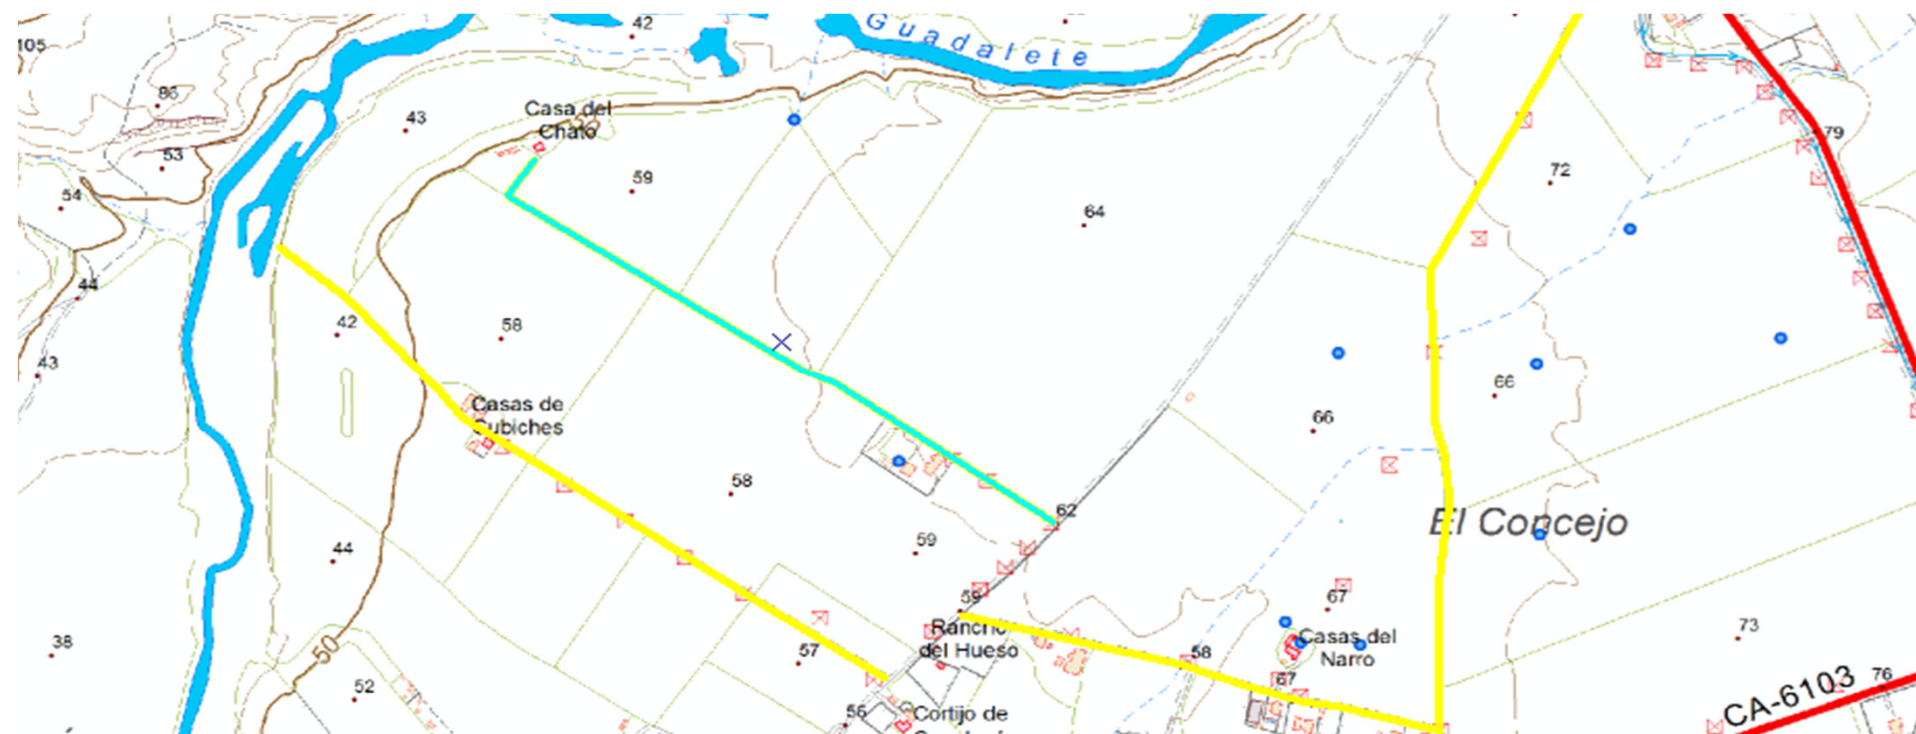 42
Guadalete
105
86
Casa del
Chato
43
79
53
59
72
54
64
44
42
58
43
Casas de
Cubiches
66
66
58
62
El Concejo
59
44
59
67
Rancho
del Hueso
73
38
50
57
58
Casas del
Narro
67
52
76
CA-6103
56
Cortijo de